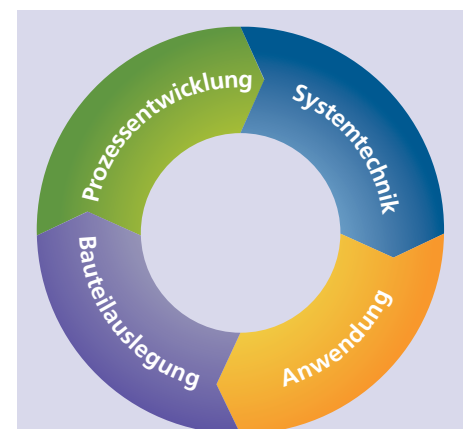 Prozessentwicklung
Systemtechnik
Anwendung
Bauteilauslegung